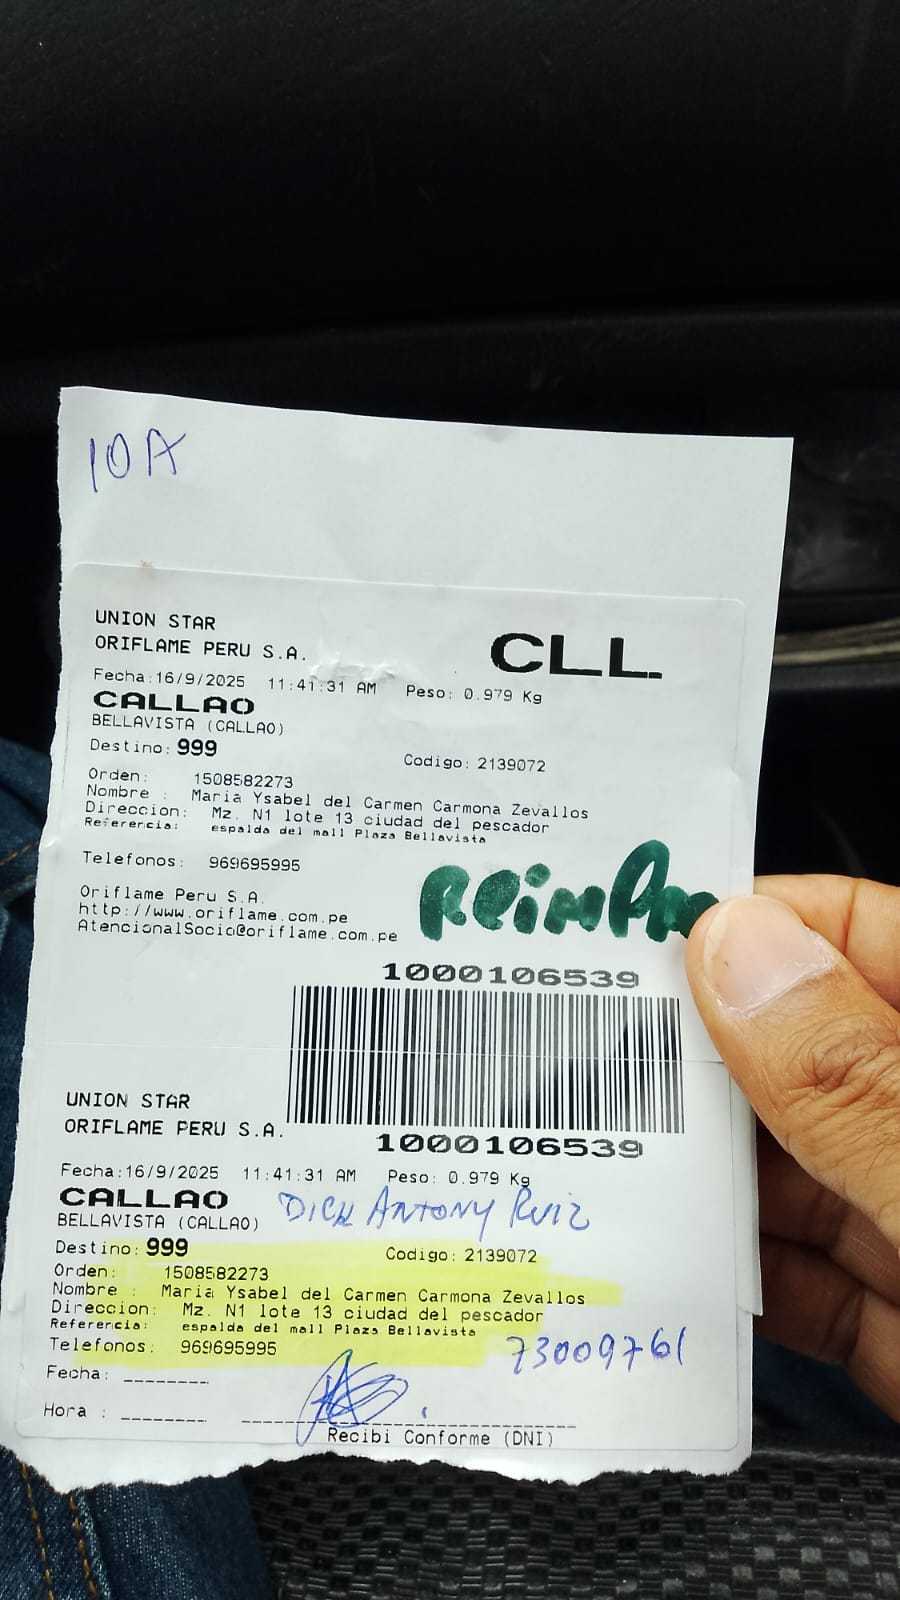 10A
UNION STAR
ORIFLAME PERU S.A.
CLL
Fecha:16/9/2025 11:41:31 AM Peso: 0.979 Kg
CALLAO
BELLAVISTA (CALLAO)
Destino: 999
Codigo: 2139072
Orden: 1508582273
Nombre : Maria Ysabel del Carmen Carmona Zevallos
Direccion: Mz. N1 lote 13 ciudad del pescador
Referencia: espalda del mall Plaza Bellavista
Telefonos: 969695995
Oriflame Peru S.A.
http://www.oriflame.com.pe
AtencionalSocio@oriflame.com.pe
1000106539
1000106539
UNION STAR
ORIFLAME PERU S.A.
Fecha:16/9/2025 11:41:31 AM Peso: 0.979 Kg
CALLAO
Dick Antony Ruiz
BELLAVISTA (CALLAO)
Destino: 999
Codigo: 2139072
Orden: 1508582273
Nombre : Maria Ysabel del Carmen Carmona Zevallos
Direccion: Mz. N1 lote 13 ciudad del pescador
Referencia: espalda del mall Plaza Bellavista
Telefonos: 969695995
73009761
Fecha: ________
Hora : ________
Recibi Conforme (DNI)